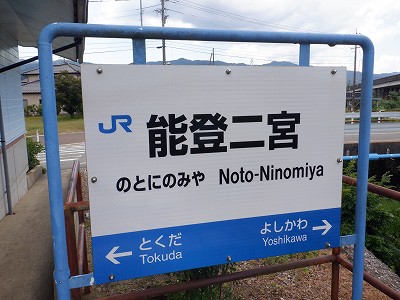 JR 能登二宮
のとにのみや Noto-Ninomiya
← とくだ よしかわ →
Tokuda Yoshikawa